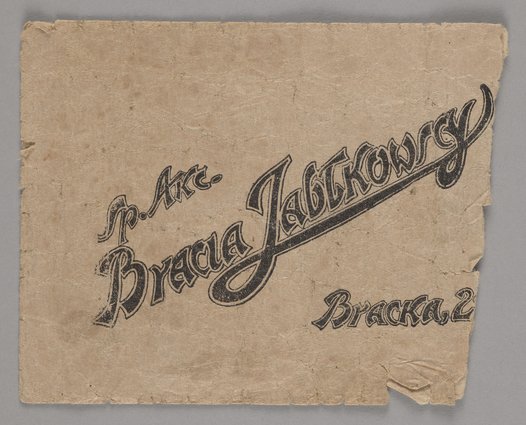 Sp. Akc.
Bracia Jabłkowscy
Bracka, 2